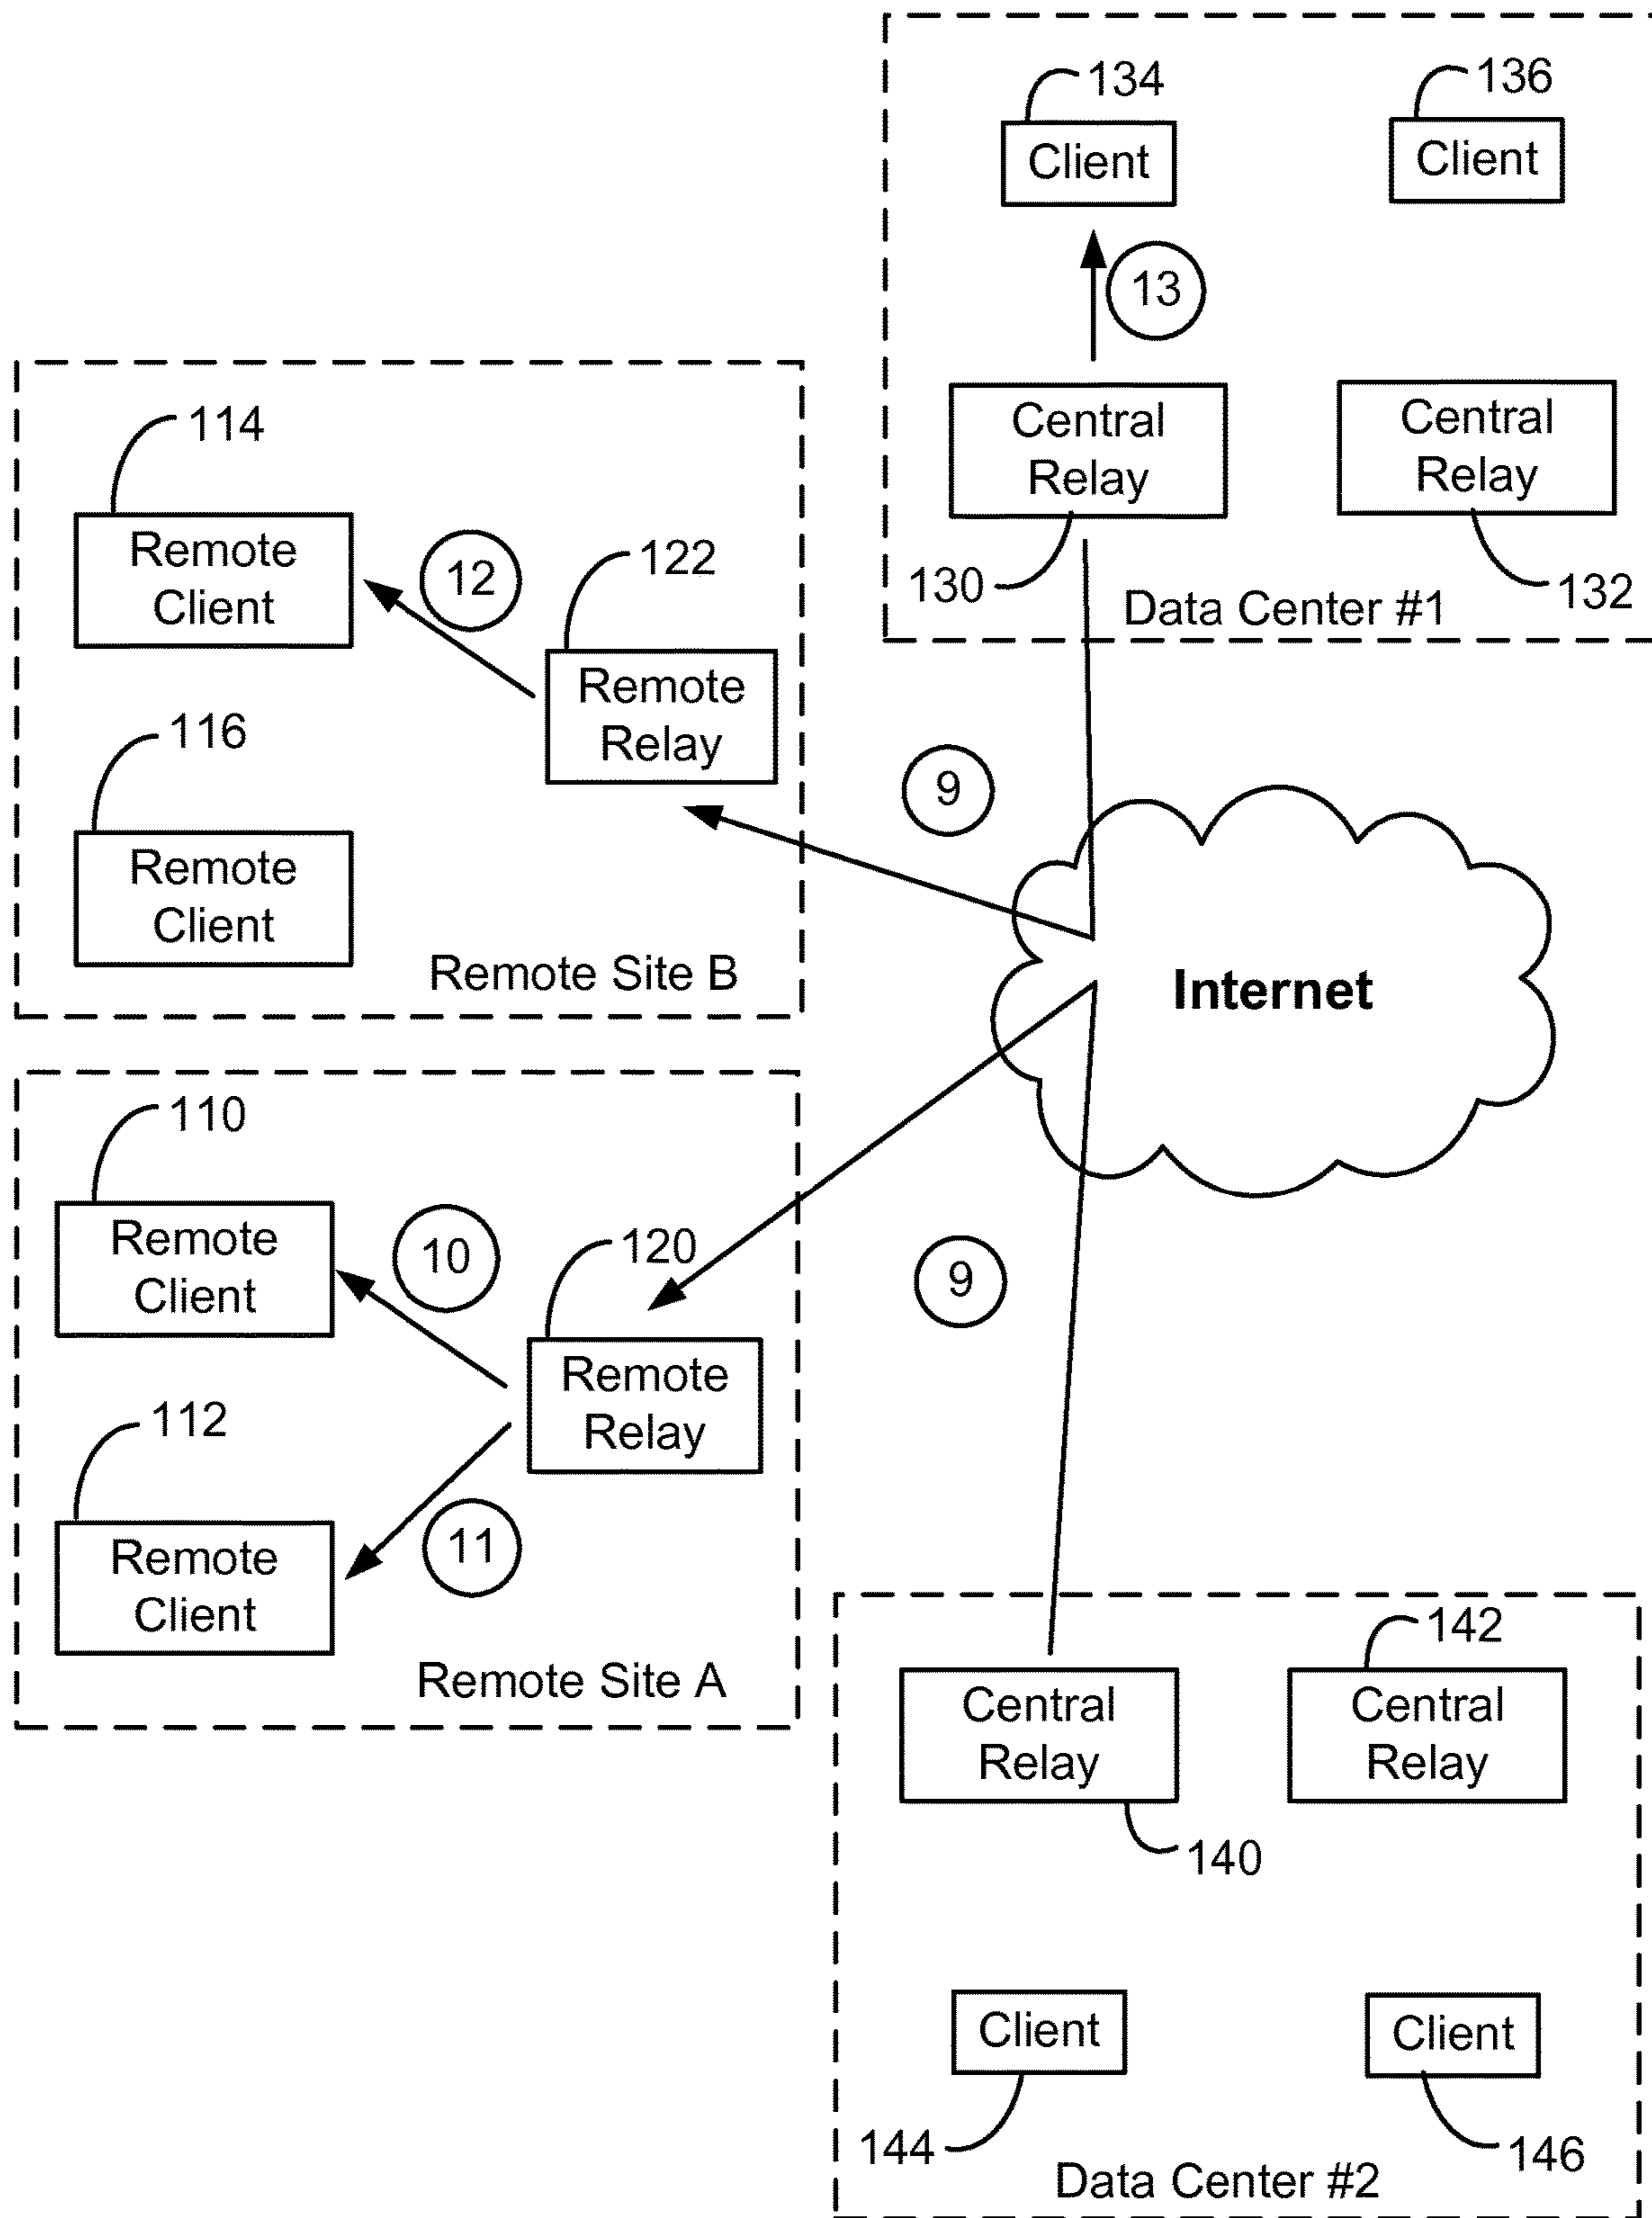 134
136
Client
Client
13
Central
Relay
Central
Relay
130
132
Data Center #1
114
Remote
Client
12
122
Remote
Relay
116
Remote
Client
Remote Site B
9
Internet
110
Remote
Client
10
120
Remote
Relay
112
Remote
Client
11
Remote Site A
9
142
Central
Relay
Central
Relay
140
Client
Client
144
146
Data Center #2